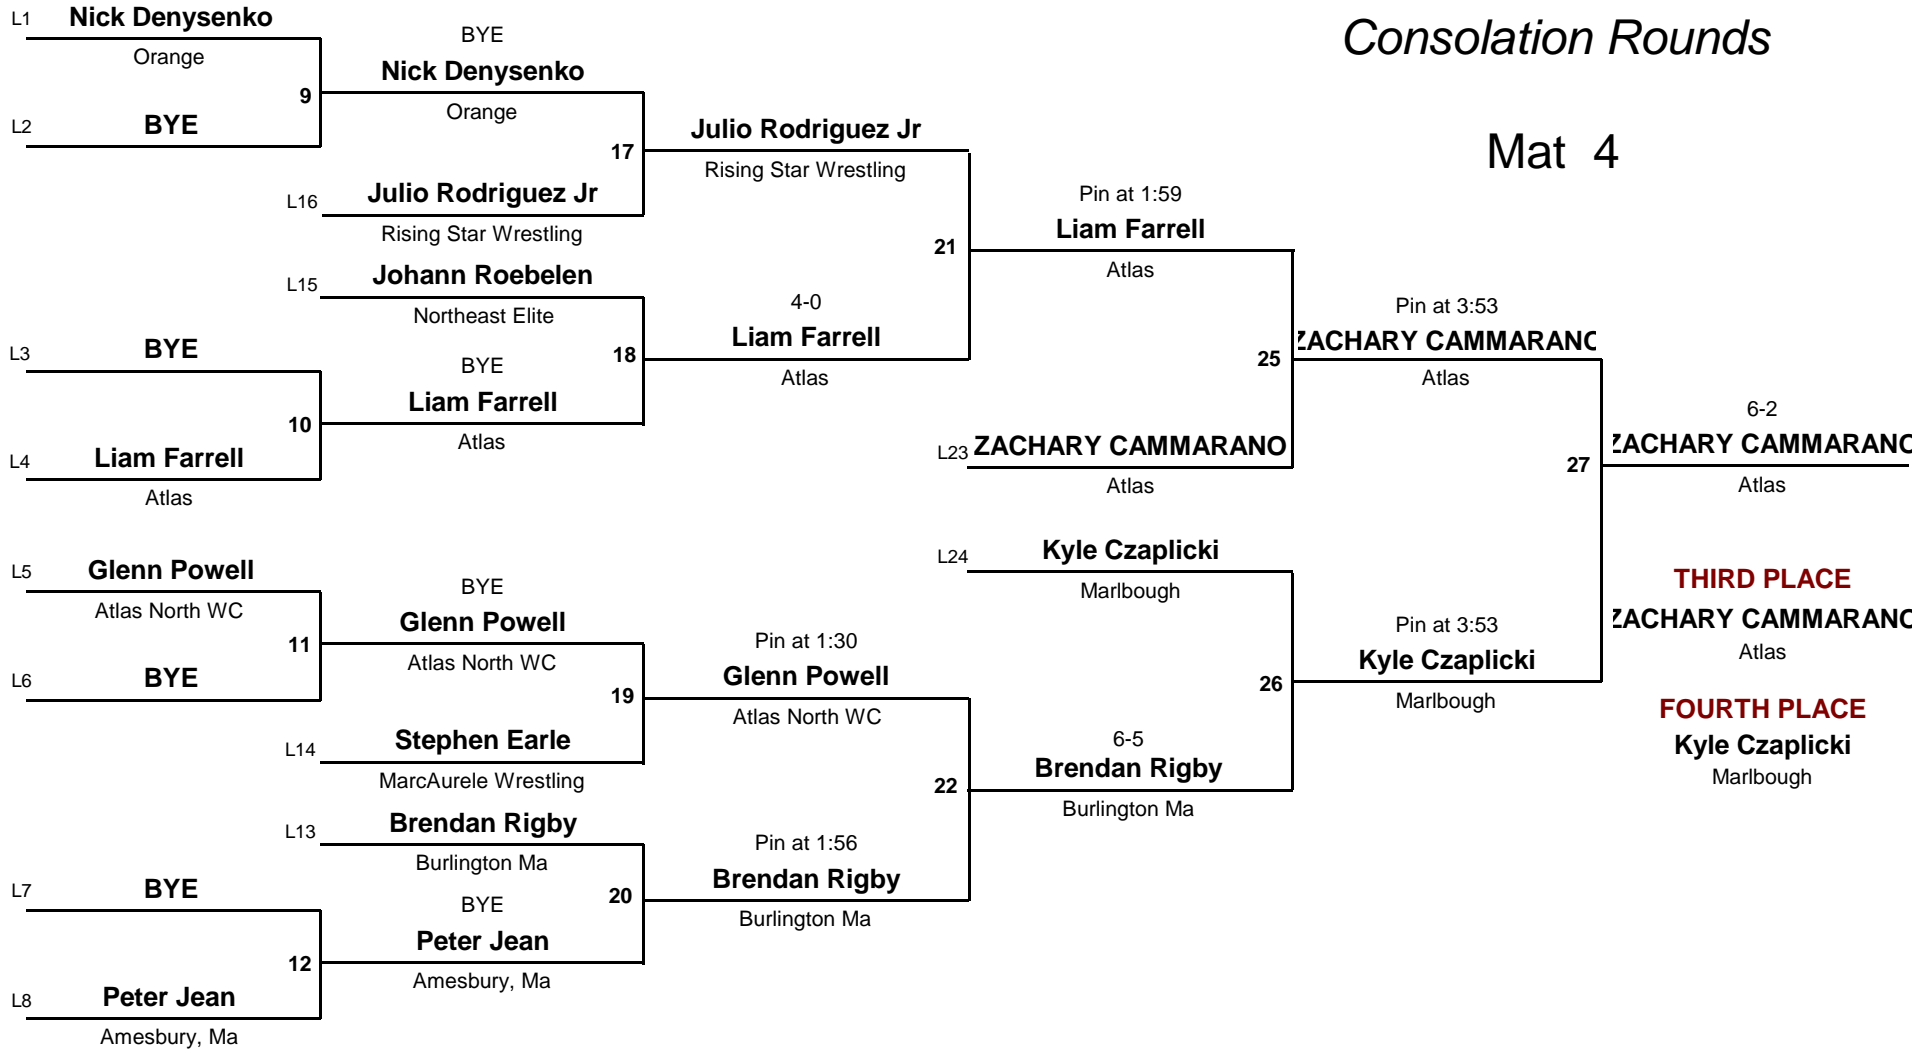 Consolation Rounds
Mat 4
L1 Nick Denysenko
Orange
9
L2 BYE
BYE
Nick Denysenko
Orange
17
L16 Julio Rodriguez Jr
Rising Star Wrestling
Julio Rodriguez Jr
Rising Star Wrestling
L15 Johann Roebelen
Northeast Elite
18
L3 BYE
10
L4 Liam Farrell
Atlas
BYE
Liam Farrell
Atlas
4-0
Liam Farrell
Atlas
21
Pin at 1:59
Liam Farrell
Atlas
25
L23 ZACHARY CAMMARANO
Atlas
Pin at 3:53
ZACHARY CAMMARANO
Atlas
27
6-2
ZACHARY CAMMARANO
Atlas
L5 Glenn Powell
Atlas North WC
11
L6 BYE
BYE
Glenn Powell
Atlas North WC
19
L14 Stephen Earle
MarcAurele Wrestling
Pin at 1:30
Glenn Powell
Atlas North WC
22
L13 Brendan Rigby
Burlington Ma
20
L7 BYE
12
L8 Peter Jean
Amesbury, Ma
BYE
Peter Jean
Amesbury, Ma
Pin at 1:56
Brendan Rigby
Burlington Ma
L24 Kyle Czaplicki
Marlbough
26
6-5
Brendan Rigby
Burlington Ma
Pin at 3:53
Kyle Czaplicki
Marlbough
THIRD PLACE
ZACHARY CAMMARANO
Atlas
FOURTH PLACE
Kyle Czaplicki
Marlbough